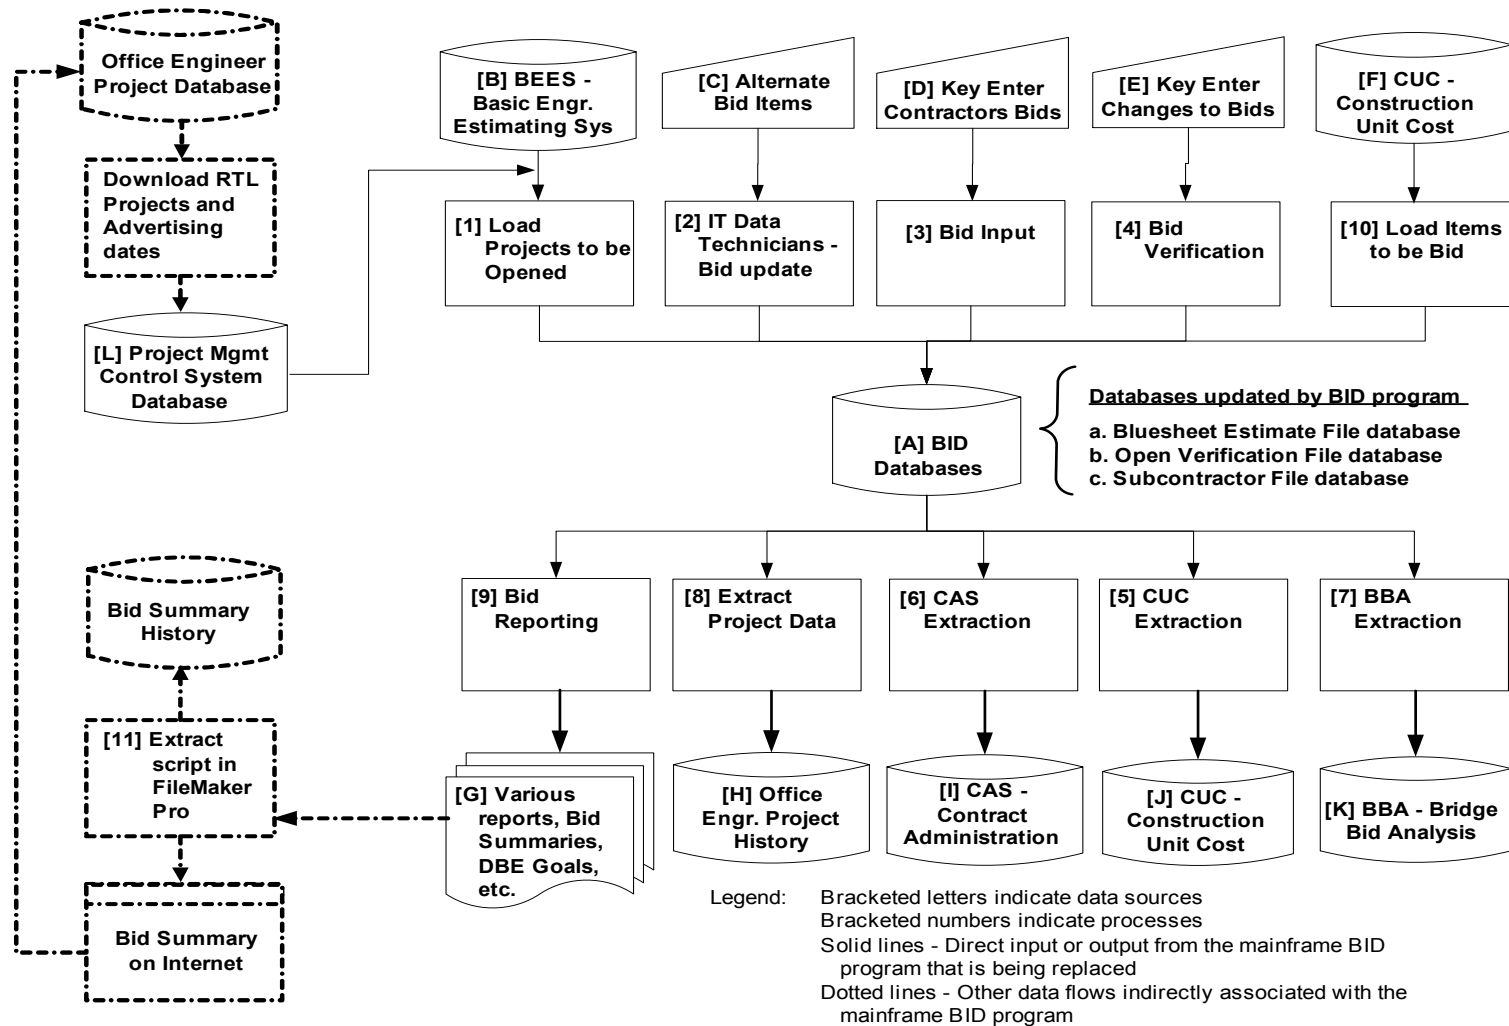 Office Engineer
Project Database
Download RTL
Projects and
Advertising
dates
[L] Project Mgmt
Control System
Database
[B] BEES -
Basic Engr.
Estimating Sys
[C] Alternate
Bid Items
[D] Key Enter
Contractors Bids
[E] Key Enter
Changes to Bids
[F] CUC -
Construction
Unit Cost
[1] Load
Projects to be
Opened
[2] IT Data
Technicians -
Bid update
[3] Bid Input
[4] Bid
Verification
[10] Load Items
to be Bid
[A] BID
Databases
Databases updated by BID program
a. Bluesheet Estimate File database
b. Open Verification File database
c. Subcontractor File database
[9] Bid
Reporting
[8] Extract
Project Data
[6] CAS
Extraction
[5] CUC
Extraction
[7] BBA
Extraction
Bid Summary
History
[11] Extract
script in
FileMaker
Pro
Bid Summary
on Internet
[G] Various
reports, Bid
Summaries,
DBE Goals,
etc.
[H] Office
Engr. Project
History
[I] CAS -
Contract
Administration
[J] CUC -
Construction
Unit Cost
[K] BBA - Bridge
Bid Analysis
Legend: Bracketed letters indicate data sources
Bracketed numbers indicate processes
Solid lines - Direct input or output from the mainframe BID
program that is being replaced
Dotted lines - Other data flows indirectly associated with the
mainframe BID program